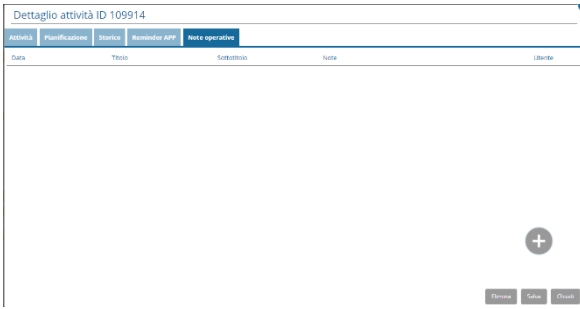 Dettaglio attività ID 109914
Attività Pianificazione Storico Reminder APP Note operative
Data Titolo Sottotitolo Note Utente
Elimina Salva Chiudi